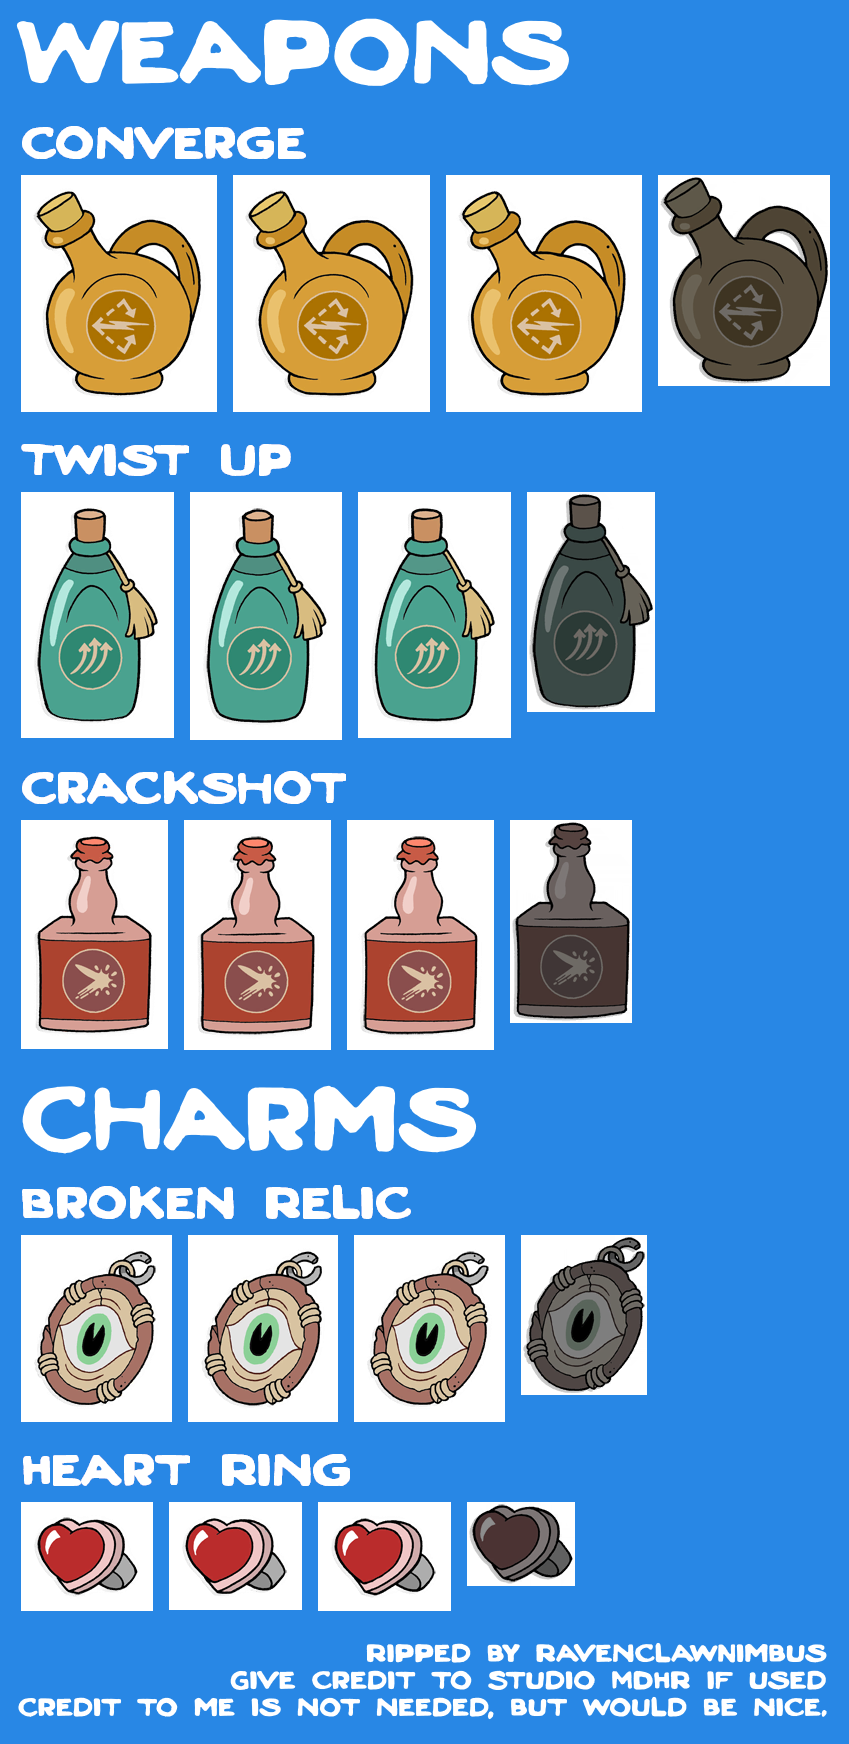 WEAPONS
CONVERGE
TWIST UP
CRACKSHOT
CHARMS
BROKEN RELIC
HEART RING
RIPPED BY RAVENCLAWNIMBUS
GIVE CREDIT TO STUDIO MDHR IF USED
CREDIT TO ME IS NOT NEEDED, BUT WOULD BE NICE.